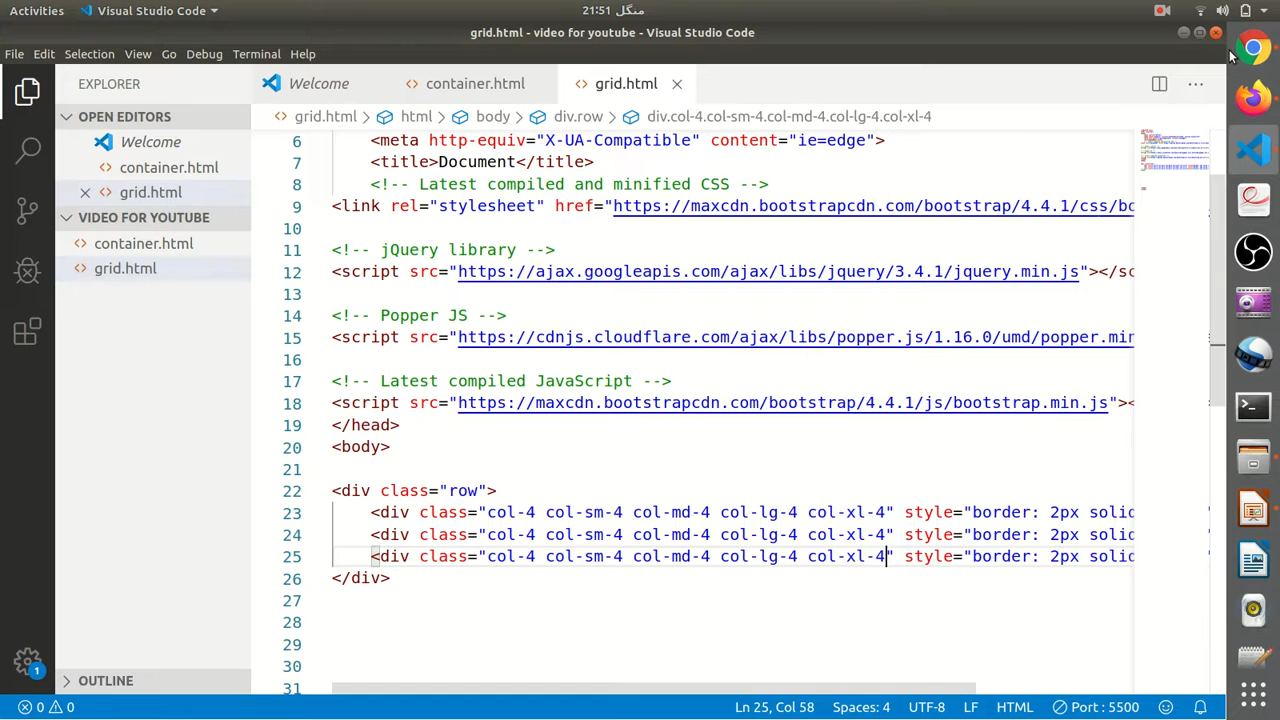 Activities
Visual Studio Code
21:51 منگل
grid.html - video for youtube - Visual Studio Code
File Edit Selection View Go Debug Terminal Help
EXPLORER
OPEN EDITORS
Welcome
container.html
grid.html
VIDEO FOR YOUTUBE
container.html
grid.html
OUTLINE
1
Welcome container.html grid.html
grid.html html body div.row div.col-4.col-sm-4.col-md-4.col-lg-4.col-xl-4
6 <meta http-equiv="X-UA-Compatible" content="ie=edge">
7 <title>Document</title>
8 <!-- Latest compiled and minified CSS -->
9 <link rel="stylesheet" href="https://maxcdn.bootstrapcdn.com/bootstrap/4.4.1/css/bo
10
11 <!-- jQuery library -->
12 <script src="https://ajax.googleapis.com/ajax/libs/jquery/3.4.1/jquery.min.js"></sc
13
14 <!-- Popper JS -->
15 <script src="https://cdnjs.cloudflare.com/ajax/libs/popper.js/1.16.0/umd/popper.min
16
17 <!-- Latest compiled JavaScript -->
18 <script src="https://maxcdn.bootstrapcdn.com/bootstrap/4.4.1/js/bootstrap.min.js"><
19 </head>
20 <body>
21
22 <div class="row">
23 <div class="col-4 col-sm-4 col-md-4 col-lg-4 col-xl-4" style="border: 2px solid
24 <div class="col-4 col-sm-4 col-md-4 col-lg-4 col-xl-4" style="border: 2px solid
25 <div class="col-4 col-sm-4 col-md-4 col-lg-4 col-xl-4" style="border: 2px solid
26 </div>
27
28
29
30
31
0 0
Ln 25, Col 58 Spaces: 4 UTF-8 LF HTML Port : 5500